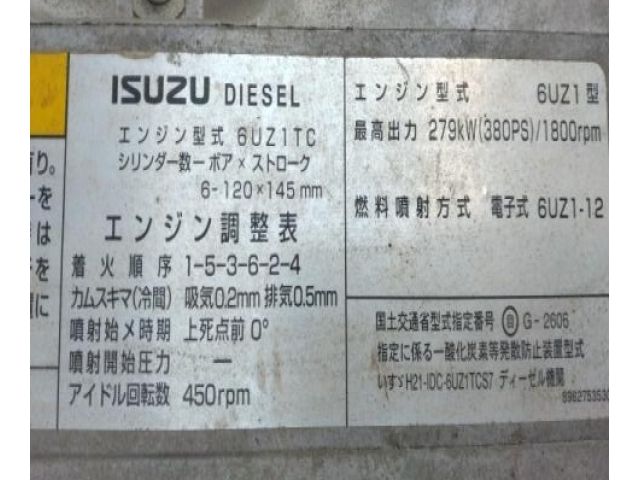 り。
ーを
は
を
に
ISUZU DIESEL
エンジン型式 6UZ1TC
シリンダー数ーボア×ストローク
6-120×145mm
エンジン調整表
着火順序 1-5-3-6-2-4
カムスキマ(冷間) 吸気0.2mm 排気0.5mm
噴射始メ時期 上死点前0°
噴射開始圧力 ー
アイドル回転数 450rpm
エンジン型式 6UZ1型
最高出力 279kW(380PS)/1800rpm
燃料噴射方式 電子式 6UZ1-12
国土交通省型式指定番号 自 G-2606
指定に係る一酸化炭素等発散防止装置型式
いすゞH21-IDC-6UZ1TCS7 ディーゼル機関